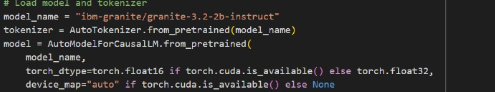 # Load model and tokenizer
model_name = "ibm-granite/granite-3.2-2b-instruct"
tokenizer = AutoTokenizer.from_pretrained(model_name)
model = AutoModelForCausalLM.from_pretrained(
    model_name,
    torch_dtype=torch.float16 if torch.cuda.is_available() else torch.float32,
    device_map="auto" if torch.cuda.is_available() else None